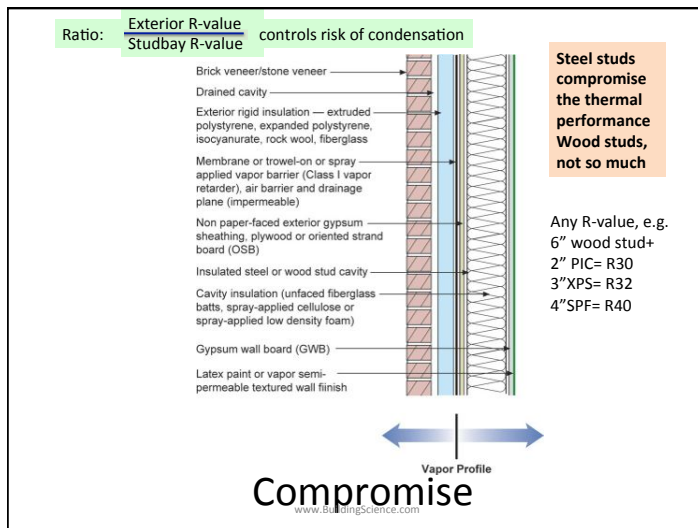 Ratio: Exterior R-value
Studbay R-value controls risk of condensation
Brick veneer/stone veneer
Drained cavity
Exterior rigid insulation — extruded
polystyrene, expanded polystyrene,
isocyanurate, rock wool, fiberglass
Membrane or trowel-on or spray
applied vapor barrier (Class I vapor
retarder), air barrier and drainage
plane (impermeable)
Non paper-faced exterior gypsum
sheathing, plywood or oriented strand
board (OSB)
Insulated steel or wood stud cavity
Cavity insulation (unfaced fiberglass
batts, spray-applied cellulose or
spray-applied low density foam)
Gypsum wall board (GWB)
Latex paint or vapor semi-
permeable textured wall fiinish
Steel studs
compromise
the thermal
performance
Wood studs,
not so much
Any R-value, e.g.
6” wood stud+
2” PIC= R30
3”XPS= R32
4”SPF= R40
Vapor Profile
Compromise
www.BuildingScience.com